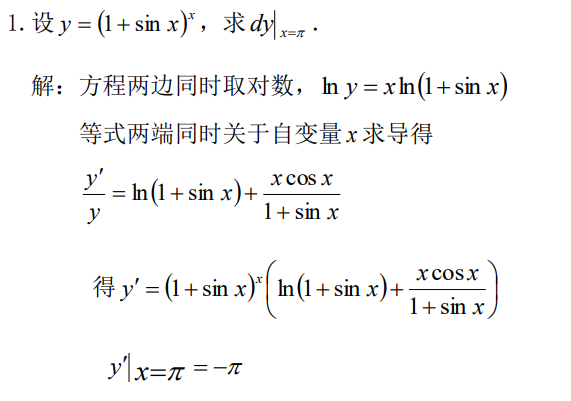 1. 设 y = (1 + sin x)^x，求 dy|_{x=π}．
解：方程两边同时取对数，ln y = x ln(1 + sin x)
等式两端同时关于自变量 x 求导得
y′/y = ln(1 + sin x) + (x cos x)/(1 + sin x)
得 y′ = (1 + sin x)^x (ln(1 + sin x) + (x cos x)/(1 + sin x))
y′|_{x=π} = −π